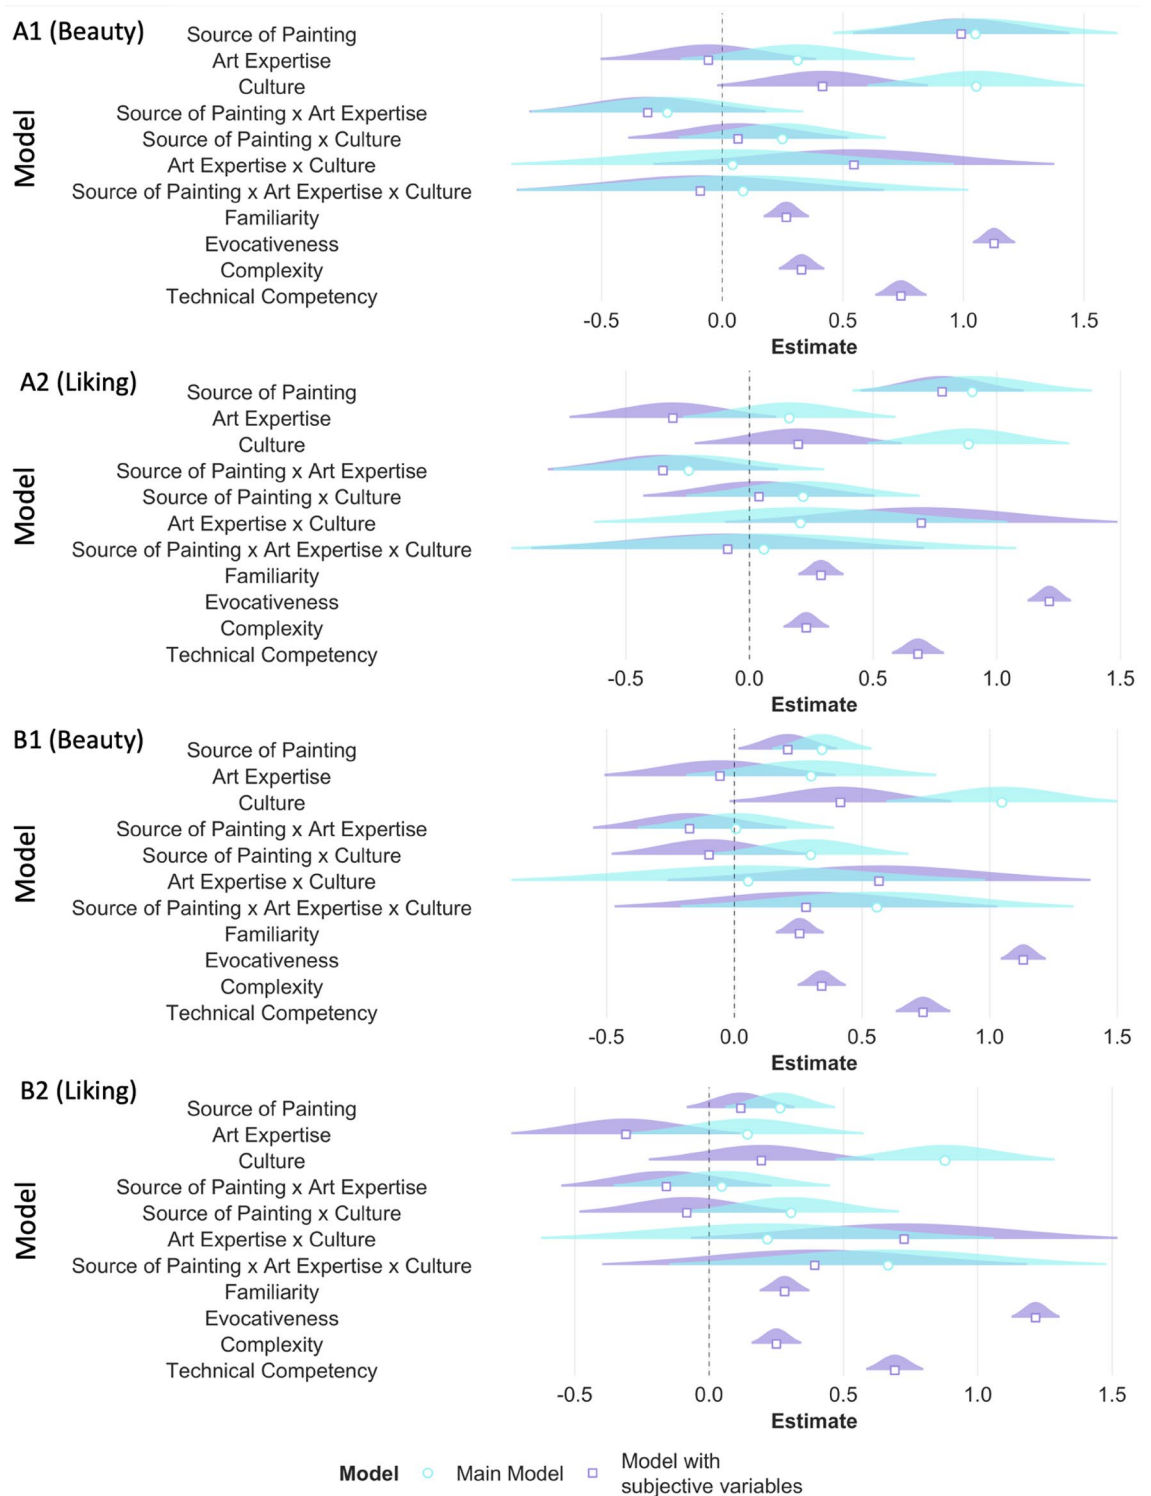 A1 (Beauty)
Model
Source of Painting
Art Expertise
Culture
Source of Painting x Art Expertise
Source of Painting x Culture
Art Expertise x Culture
Source of Painting x Art Expertise x Culture
Familiarity
Evocativeness
Complexity
Technical Competency
-0.5 0.0 0.5 1.0 1.5
Estimate
A2 (Liking)
Model
Source of Painting
Art Expertise
Culture
Source of Painting x Art Expertise
Source of Painting x Culture
Art Expertise x Culture
Source of Painting x Art Expertise x Culture
Familiarity
Evocativeness
Complexity
Technical Competency
-0.5 0.0 0.5 1.0 1.5
Estimate
B1 (Beauty)
Model
Source of Painting
Art Expertise
Culture
Source of Painting x Art Expertise
Source of Painting x Culture
Art Expertise x Culture
Source of Painting x Art Expertise x Culture
Familiarity
Evocativeness
Complexity
Technical Competency
-0.5 0.0 0.5 1.0 1.5
Estimate
B2 (Liking)
Model
Source of Painting
Art Expertise
Culture
Source of Painting x Art Expertise
Source of Painting x Culture
Art Expertise x Culture
Source of Painting x Art Expertise x Culture
Familiarity
Evocativeness
Complexity
Technical Competency
-0.5 0.0 0.5 1.0 1.5
Estimate
Model Main Model Model with
subjective variables